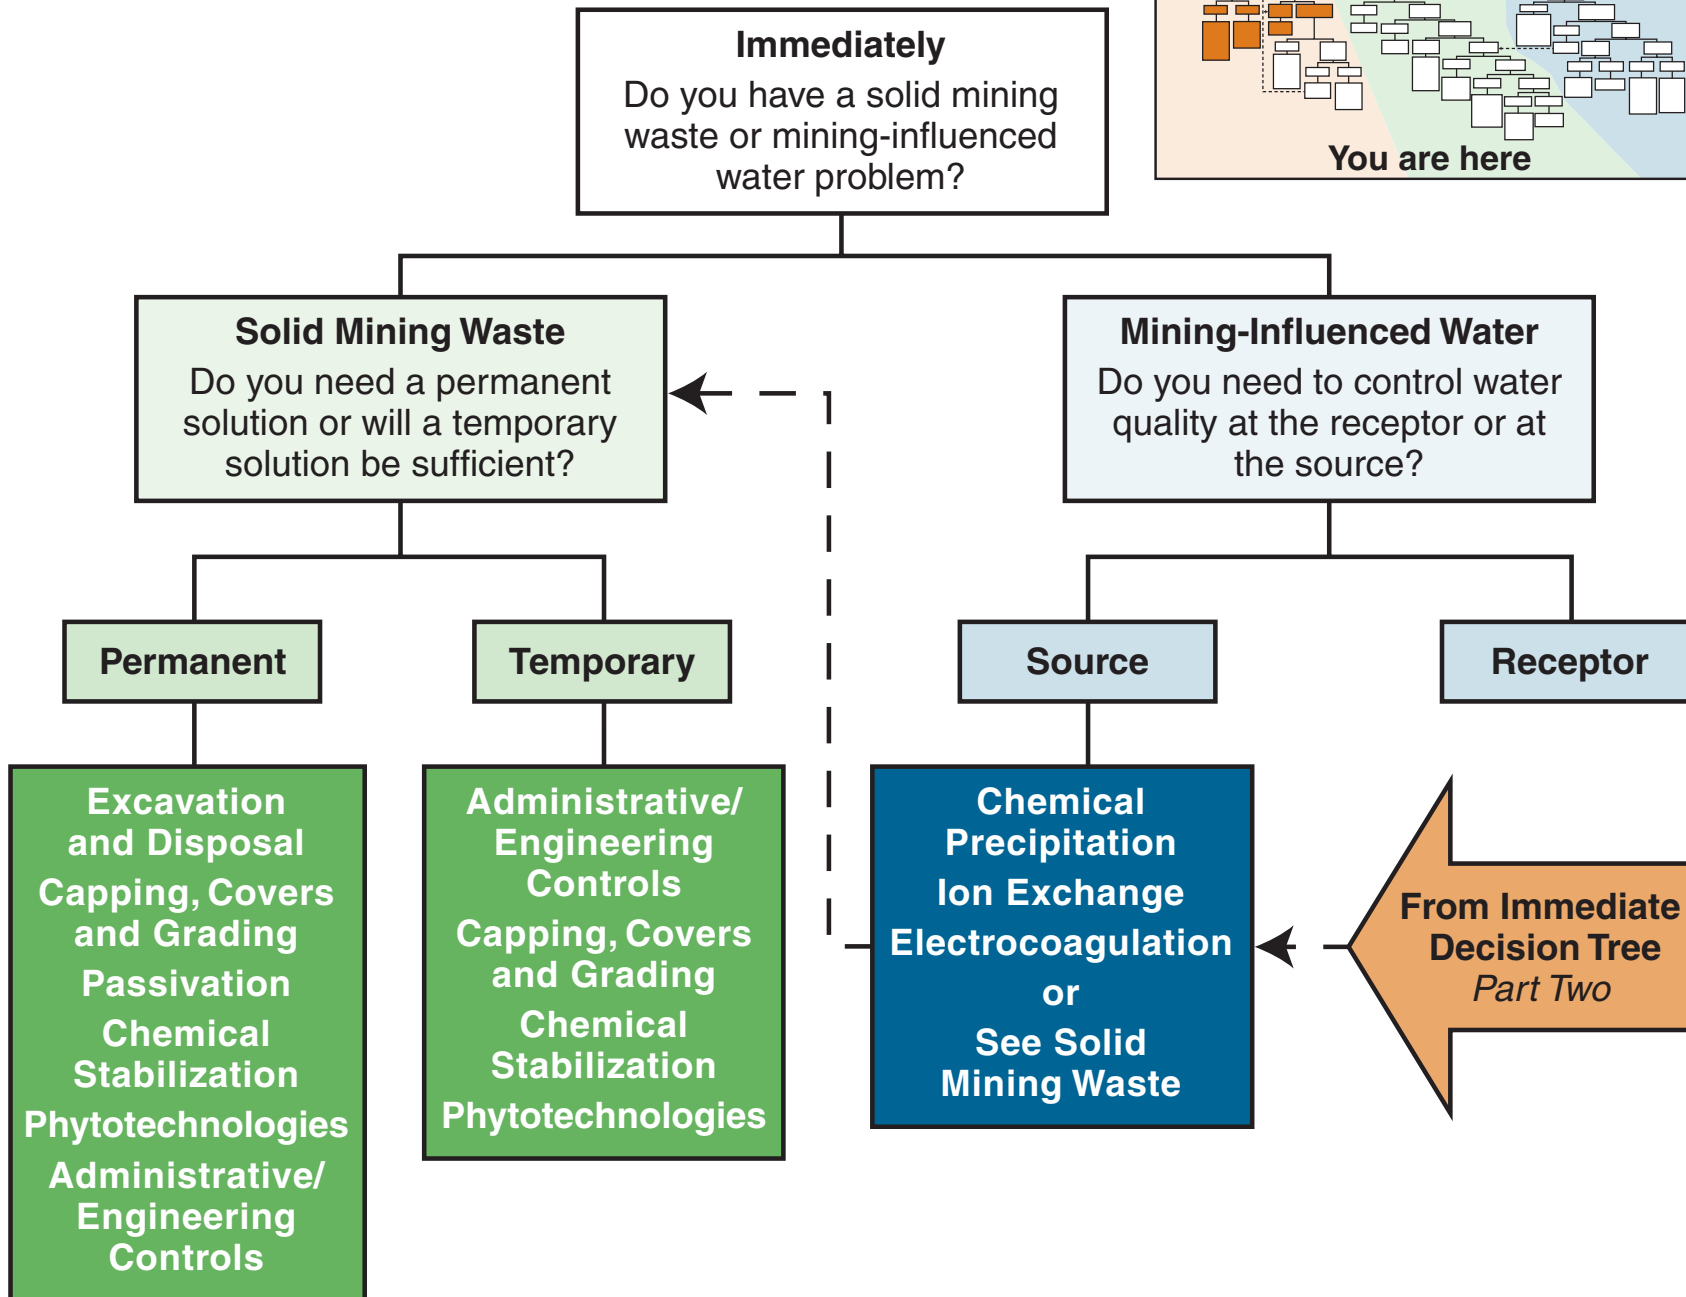 Immediately
Do you have a solid mining
waste or mining-influenced
water problem?
You are here
Solid Mining Waste
Do you need a permanent
solution or will a temporary
solution be sufficient?
Mining-Influenced Water
Do you need to control water
quality at the receptor or at
the source?
Permanent
Temporary
Source
Receptor
Excavation
and Disposal
Capping, Covers
and Grading
Passivation
Chemical
Stabilization
Phytotechnologies
Administrative/
Engineering
Controls
Administrative/
Engineering
Controls
Capping, Covers
and Grading
Chemical
Stabilization
Phytotechnologies
Chemical
Precipitation
Ion Exchange
Electrocoagulation
or
See Solid
Mining Waste
From Immediate
Decision Tree
Part Two